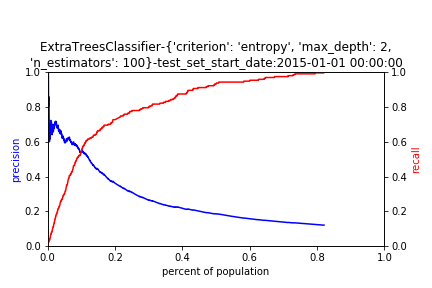 ExtraTreesClassifier-{'criterion': 'entropy', 'max_depth': 2,
'n_estimators': 100}-test_set_start_date:2015-01-01 00:00:00
1.0 1.0
0.8 0.8
0.6 0.6
precision recall
0.4 0.4
0.2 0.2
0.0 0.0
0.0 0.2 0.4 0.6 0.8 1.0
percent of population